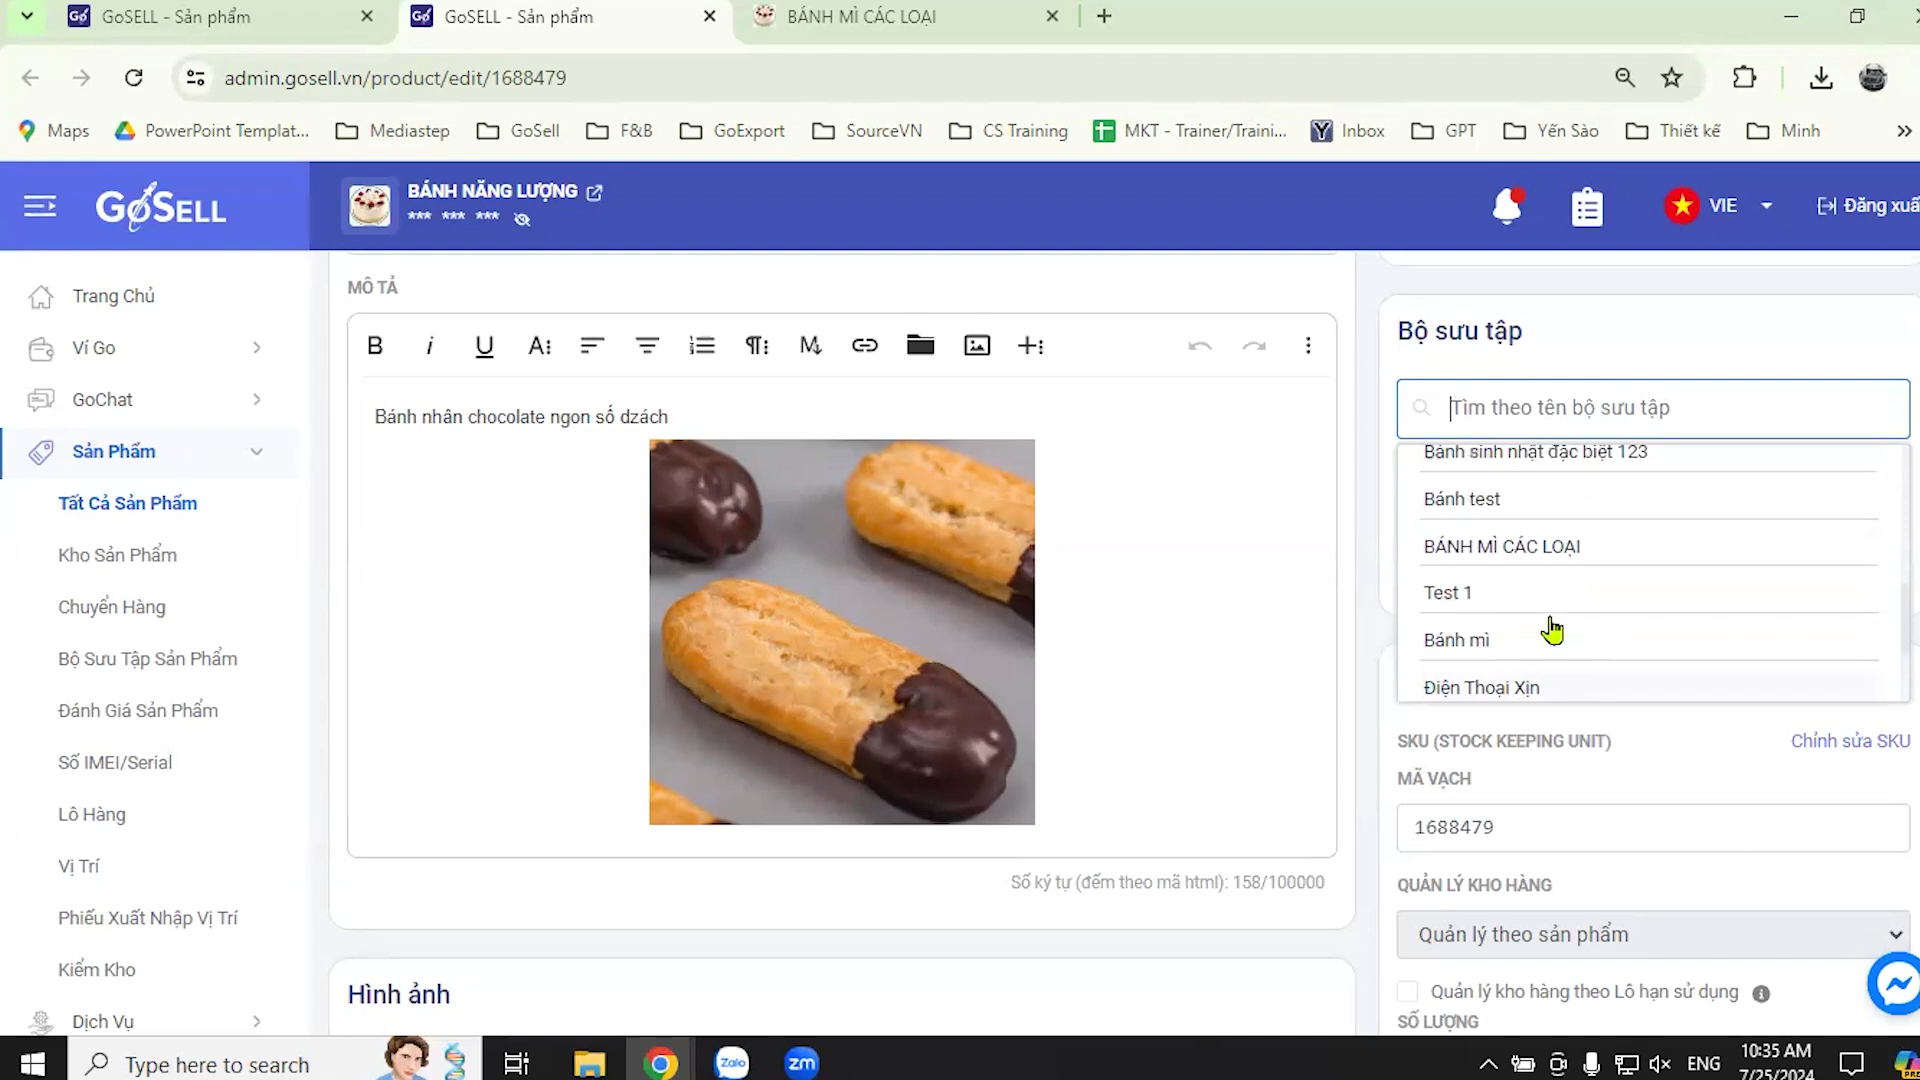 GoSELL - Sản phẩm
GoSELL - Sản phẩm
BÁNH MÌ CÁC LOẠI
admin.gosell.vn/product/edit/1688479
Maps
PowerPoint Templat...
Mediastep
GoSell
F&B
GoExport
SourceVN
CS Training
MKT - Trainer/Traini...
Inbox
GPT
Yến Sào
Thiết kế
Minh
GoSELL
BÁNH NĂNG LƯỢNG
*** *** ***
VIE
Đăng xuấ
Trang Chủ
Ví Go
GoChat
Sản Phẩm
Tất Cả Sản Phẩm
Kho Sản Phẩm
Chuyển Hàng
Bộ Sưu Tập Sản Phẩm
Đánh Giá Sản Phẩm
Số IMEI/Serial
Lô Hàng
Vị Trí
Phiếu Xuất Nhập Vị Trí
Kiểm Kho
Dịch Vụ
MÔ TẢ
Bánh nhân chocolate ngon số dzách
Số ký tự (đếm theo mã html): 158/100000
Hình ảnh
Bộ sưu tập
Tìm theo tên bộ sưu tập
Bánh sinh nhật đặc biệt 123
Bánh test
BÁNH MÌ CÁC LOẠI
Test 1
Bánh mì
Điện Thoại Xịn
SKU (STOCK KEEPING UNIT)
Chỉnh sửa SKU
MÃ VẠCH
1688479
QUẢN LÝ KHO HÀNG
Quản lý theo sản phẩm
Quản lý kho hàng theo Lô hạn sử dụng
SỐ LƯỢNG
Type here to search
Zalo
zm
ENG
10:35 AM
7/25/2024
PRE